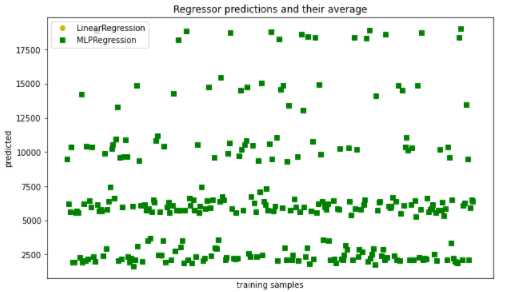 Regressor predictions and their average
LinearRegression
MLPRegression
17500
15000
12500
10000
7500
5000
2500
predicted
training samples